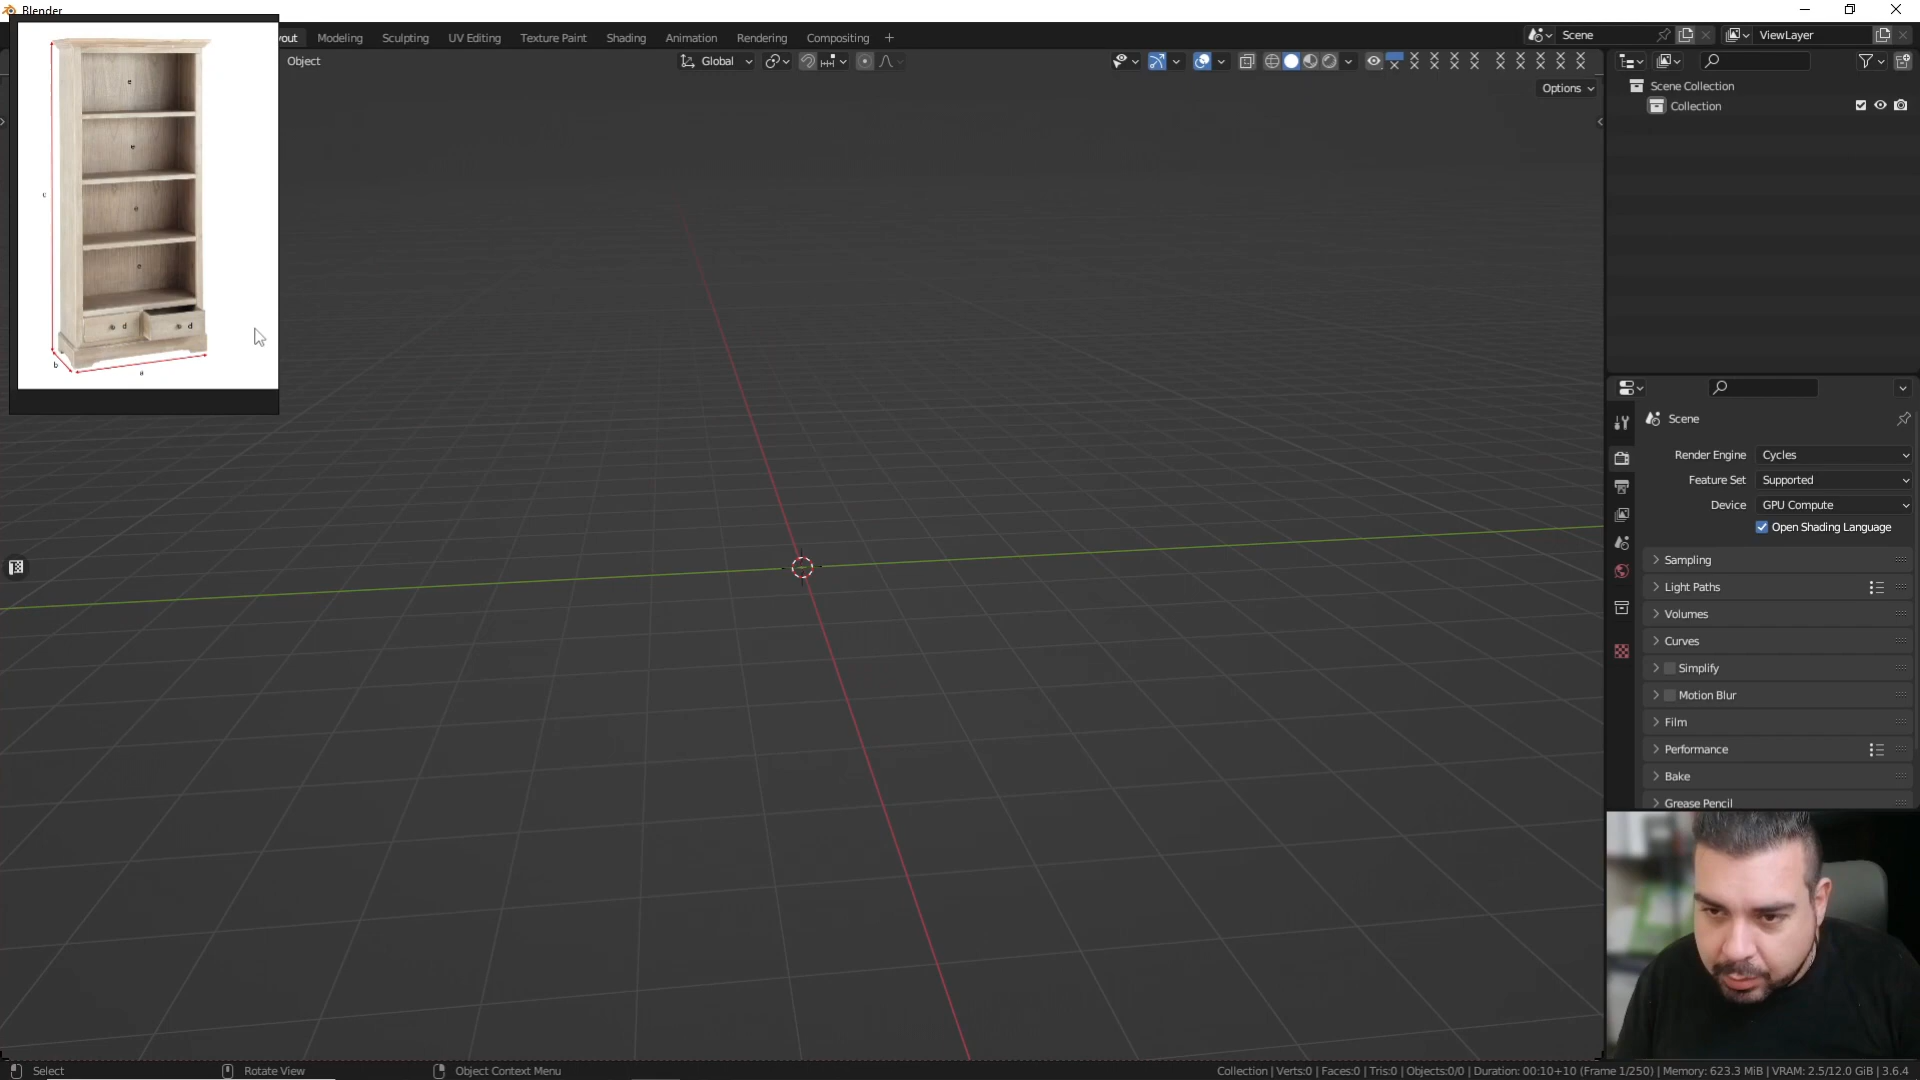 Blender
out Modeling Sculpting UV Editing Texture Paint Shading Animation Rendering Compositing +
Scene
ViewLayer
Object
Global
Options
Scene Collection
Collection
e
e
e
e
c
d d
b
a
Scene
Render Engine Cycles
Feature Set Supported
Device GPU Compute
Open Shading Language
Sampling
Light Paths
Volumes
Curves
Simplify
Motion Blur
Film
Performance
Bake
Grease Pencil
Select Rotate View Object Context Menu
Collection | Verts:0 | Faces:0 | Tris:0 | Objects:0/0 | Duration: 00:10+10 (Frame 1/250) | Memory: 623.3 MiB | VRAM: 2.5/12.0 GiB | 3.6.4